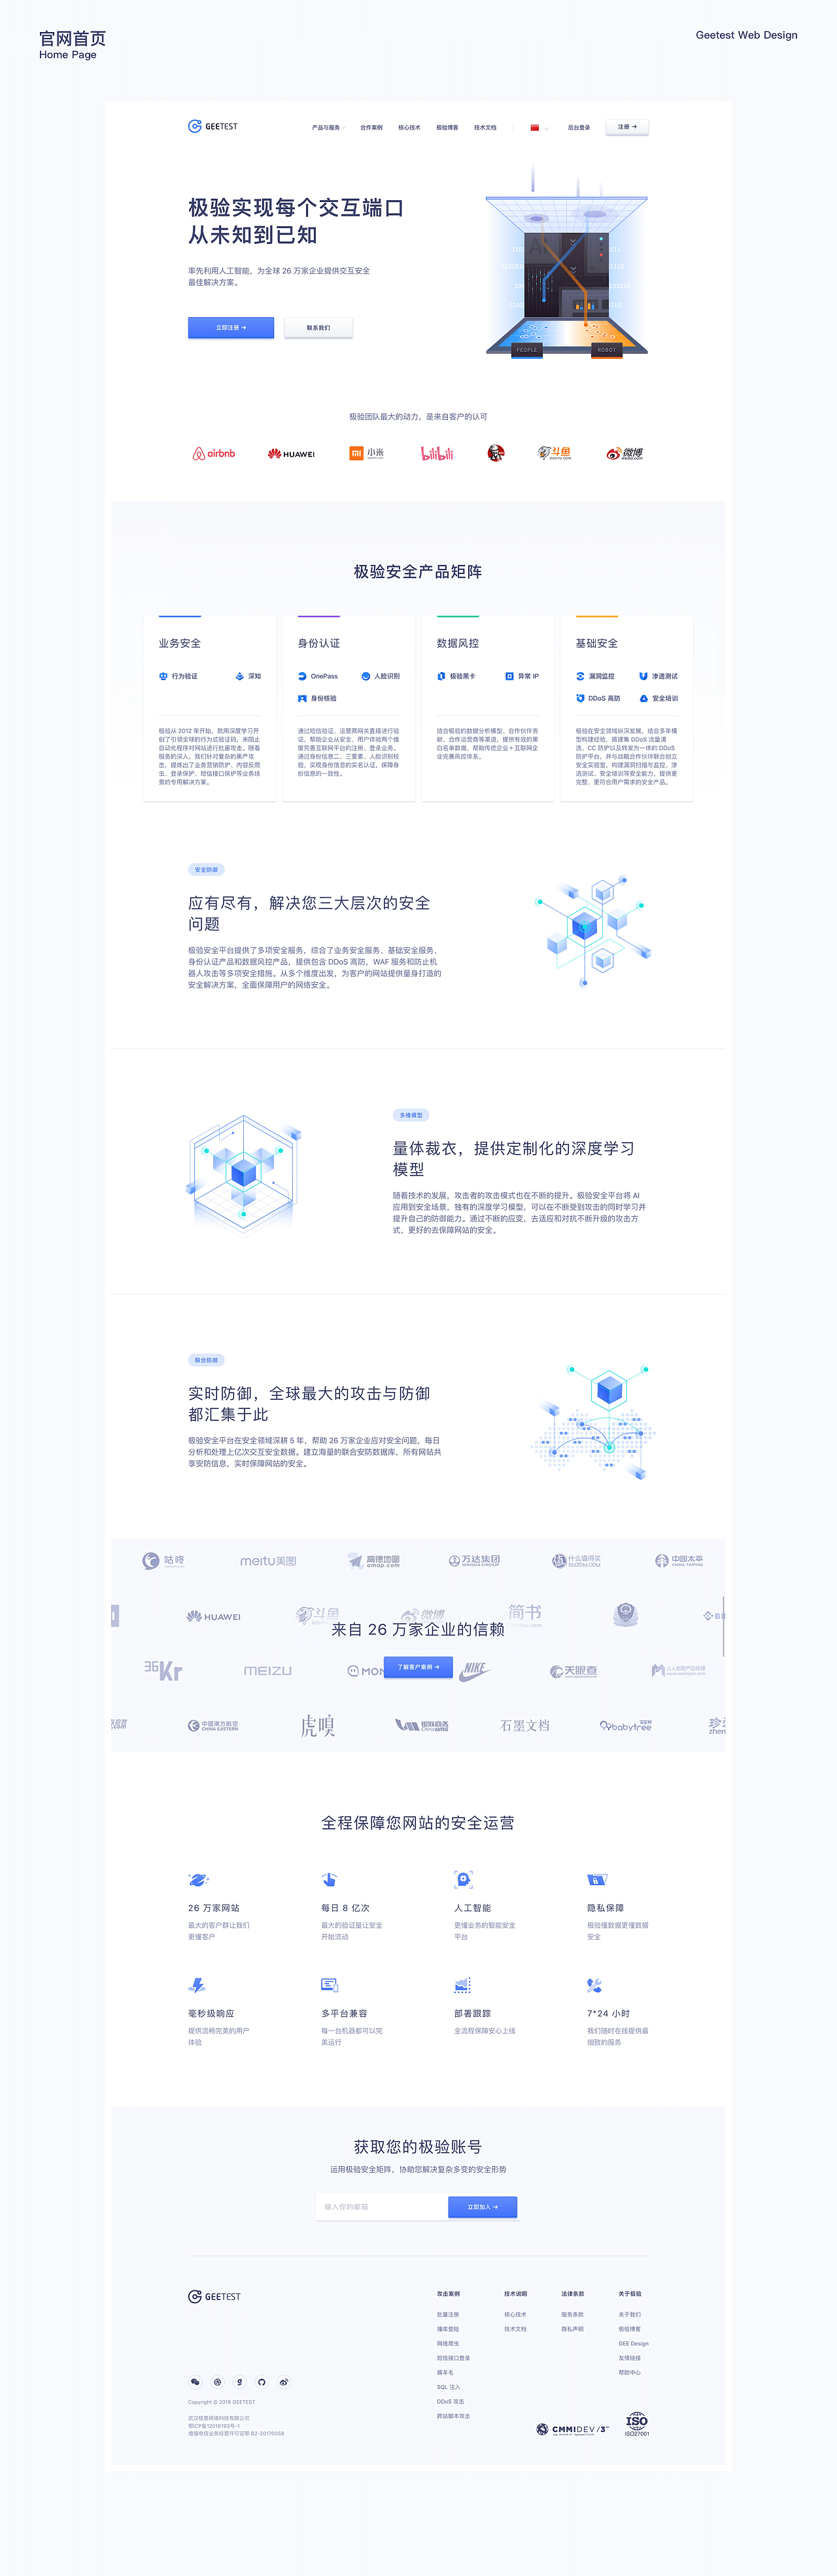 官网首页
Home Page
Geetest Web Design
GEETEST
产品与服务
合作案例
核心技术
极验博客
技术文档
后台登录
注册 →
极验实现每个交互端口
从未知到已知
率先利用人工智能，为全球 26 万家企业提供交互安全
最佳解决方案。
立即注册 →
联系我们
PEOPLE
ROBOT
极验团队最大的动力，是来自客户的认可
airbnb
HUAWEI
小米
bilibili
斗鱼
DOUYU.COM
微博
weibo.com
极验安全产品矩阵
业务安全
行为验证
深知
极验从 2012 年开始，就用深度学习开
创了引领全球的行为式验证码，来阻止
自动化程序对网站进行批量攻击。随着
服务的深入，我们针对复杂的黑产攻
击，提炼出了业务营销防护、内容反爬
虫、登录保护、短信接口保护等业务场
景的专用解决方案。
身份认证
OnePass
人脸识别
身份核验
通过短信验证、运营商网关直接进行验
证，帮助企业从安全、用户体验两个维
度完善互联网平台的注册、登录业务。
通过身份信息二、三要素、人脸识别校
验，实现身份信息的实名认证，保障身
份信息的一致性。
数据风控
极验黑卡
异常 IP
结合极验的数据分析模型、合作伙伴贡
献、合作运营商等渠道，提供有效的黑
白名单数据，帮助传统企业＋互联网企
业完善风控体系。
基础安全
漏洞监控
渗透测试
DDoS 高防
安全培训
极验在安全领域纵深发展，结合多年模
型构建经验，搭建集 DDoS 流量清
洗、CC 防护以及转发为一体的 DDoS
防护平台，并与战略合作伙伴联合创立
安全实验室，构建漏洞扫描与监控、渗
透测试、安全培训等安全能力，提供更
完整、更符合用户需求的安全产品。
安全防御
应有尽有，解决您三大层次的安全
问题
极验安全平台提供了多项安全服务，综合了业务安全服务、基础安全服务、
身份认证产品和数据风控产品，提供包含 DDoS 高防，WAF 服务和防止机
器人攻击等多项安全措施。从多个维度出发，为客户的网站提供量身打造的
安全解决方案，全面保障用户的网络安全。
多维模型
量体裁衣，提供定制化的深度学习
模型
随着技术的发展，攻击者的攻击模式也在不断的提升。极验安全平台将 AI
应用到安全场景，独有的深度学习模型，可以在不断受到攻击的同时学习并
提升自己的防御能力。通过不断的应变，去适应和对抗不断升级的攻击方
式，更好的去保障网站的安全。
联合防御
实时防御，全球最大的攻击与防御
都汇集于此
极验安全平台在安全领域深耕 5 年，帮助 26 万家企业应对安全问题，每日
分析和处理上亿次交互安全数据。建立海量的联合安防数据库，所有网站共
享安防信息，实时保障网站的安全。
咕咚
meitu美图
高德地图
amap.com
万达集团
WANDA GROUP
什么值得买
SMZDM.COM
中国太平
CHINA TAIPING
HUAWEI
斗鱼
微博
简书
来自 26 万家企业的信赖
36Kr
MEIZU
了解客户案例 →
NIKE
天眼查
人人都是产品经理
中国东方航空
CHINA EASTERN
虎嗅
银联商务
China UMS
石墨文档
babytree
全程保障您网站的安全运营
26 万家网站
最大的客户群让我们
更懂客户
每日 8 亿次
最大的验证量让安全
开始流动
人工智能
更懂业务的智能安全
平台
隐私保障
极验懂数据更懂数据
安全
毫秒级响应
提供流畅完美的用户
体验
多平台兼容
每一台机器都可以完
美运行
部署跟踪
全流程保障安心上线
7*24 小时
我们随时在线提供最
细致的服务
获取您的极验账号
运用极验安全矩阵，协助您解决复杂多变的安全形势
输入你的邮箱
立即加入 →
GEETEST
攻击案例
批量注册
撞库登陆
网络爬虫
短信接口登录
薅羊毛
SQL 注入
DDoS 攻击
跨站脚本攻击
技术说明
核心技术
技术文档
法律条款
服务条款
隐私声明
关于极验
关于我们
极验博客
GEE Design
友情链接
帮助中心
Copyright © 2018 GEETEST
武汉极意网络科技有限公司
鄂ICP备12016193号-1
增值电信业务经营许可证鄂 B2-20170058
CMMIDEV/3
ISO
ISO27001